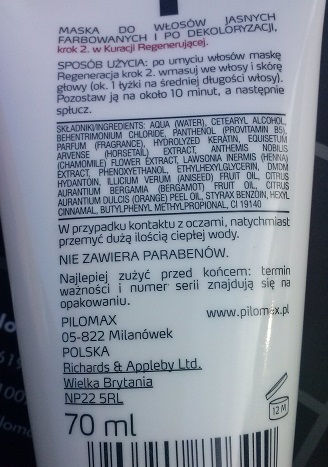 MASKA DO WŁOSÓW JASNYCH
FARBOWANYCH I PO DEKOLORYZACJI,
krok 2. w Kuracji Regenerującej.
SPOSÓB UŻYCIA: po umyciu włosów maskę
Regeneracja krok 2. wmasuj we włosy i skórę
głowy (ok. 1 łyżki na średniej długości włosy).
Pozostaw ją na około 10 minut, a następnie
spłucz.
SKŁADNIKI/INGREDIENTS: AQUA (WATER), CETEARYL ALCOHOL,
BEHENTRIMONIUM CHLORIDE, PANTHENOL (PROVITAMIN B5),
PARFUM (FRAGRANCE), HYDROLYZED KERATIN, EQUISETUM
ARVENSE (HORSETAIL) EXTRACT, ANTHEMIS NOBILIS
(CHAMOMILE) FLOWER EXTRACT, LAWSONIA INERMIS (HENNA)
EXTRACT, PHENOXYETHANOL, ETHYLHEXYLGLYCERIN, DMDM
HYDANTOIN, ILLICIUM VERUM (ANISEED) FRUIT OIL, CITRUS
AURANTIUM BERGAMIA (BERGAMOT) FRUIT OIL, CITRUS
AURANTIUM DULCIS (ORANGE) PEEL OIL, STYRAX BENZOIN, HEXYL
CINNAMAL, BUTYLPHENYL METHYLPROPIONAL, CI 19140
W przypadku kontaktu z oczami, natychmiast
przemyć dużą ilością ciepłej wody.
NIE ZAWIERA PARABENÓW.
Najlepiej zużyć przed końcem: termin
ważności i numer serii znajdują się na
opakowaniu.
www.pilomax.pl
PILOMAX
05-822 Milanówek
POLSKA
Richards & Appleby Ltd.
Wielka Brytania
NP22 5RL
12 M
70 ml